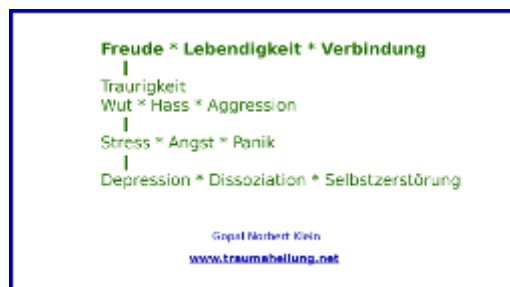 Freude * Lebendigkeit * Verbindung
|
Traurigkeit
Wut * Hass * Aggression
|
Stress * Angst * Panik
|
Depression * Dissoziation * Selbstzerstörung
Gopal Norbert Klein
www.traumaheilung.net